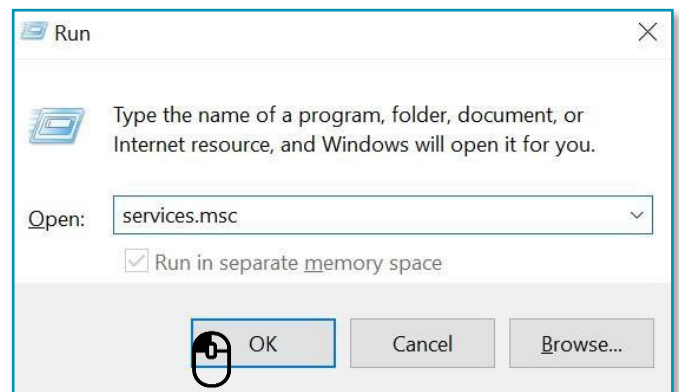 Run
Type the name of a program, folder, document, or
Internet resource, and Windows will open it for you.
Open: services.msc
Run in separate memory space
OK Cancel Browse...